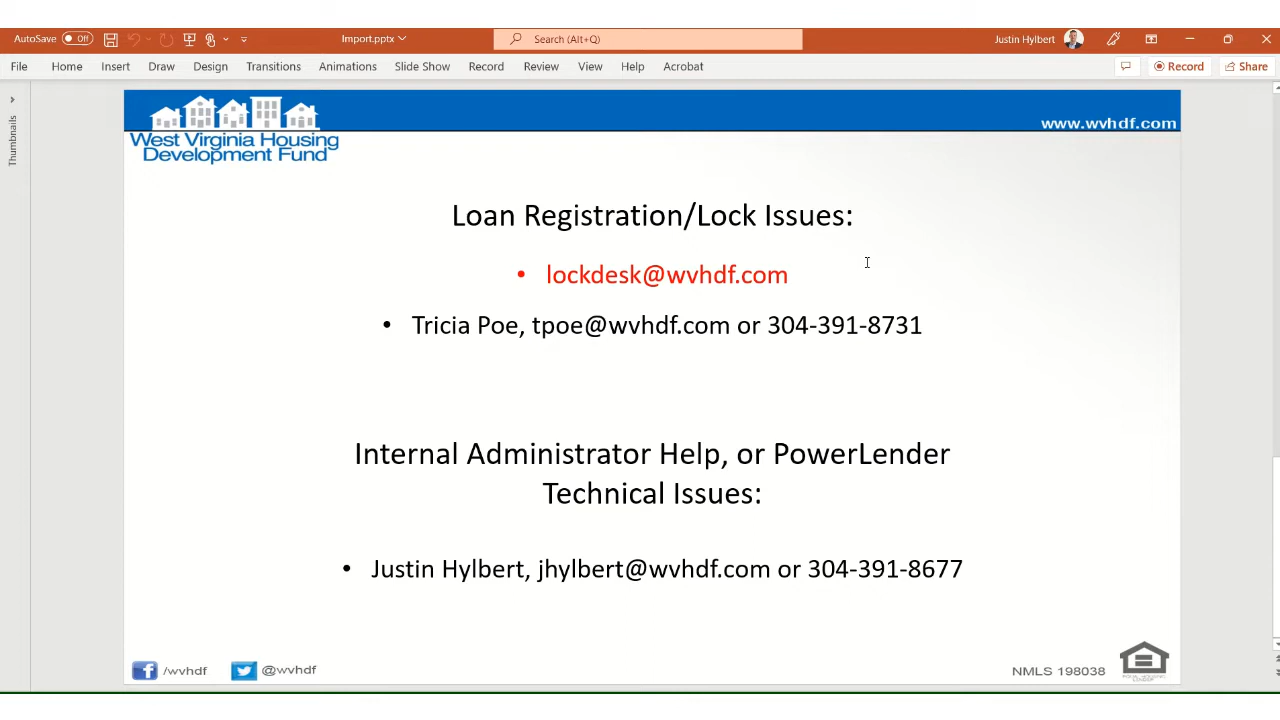 AutoSave Off
Import.pptx
Search (Alt+Q)
Justin Hylbert
File Home Insert Draw Design Transitions Animations Slide Show Record Review View Help Acrobat
Record Share
Thumbnails
www.wvhdf.com
West Virginia Housing
Development Fund
Loan Registration/Lock Issues:
• lockdesk@wvhdf.com
• Tricia Poe, tpoe@wvhdf.com or 304-391-8731
Internal Administrator Help, or PowerLender
Technical Issues:
• Justin Hylbert, jhylbert@wvhdf.com or 304-391-8677
/wvhdf @wvhdf
NMLS 198038